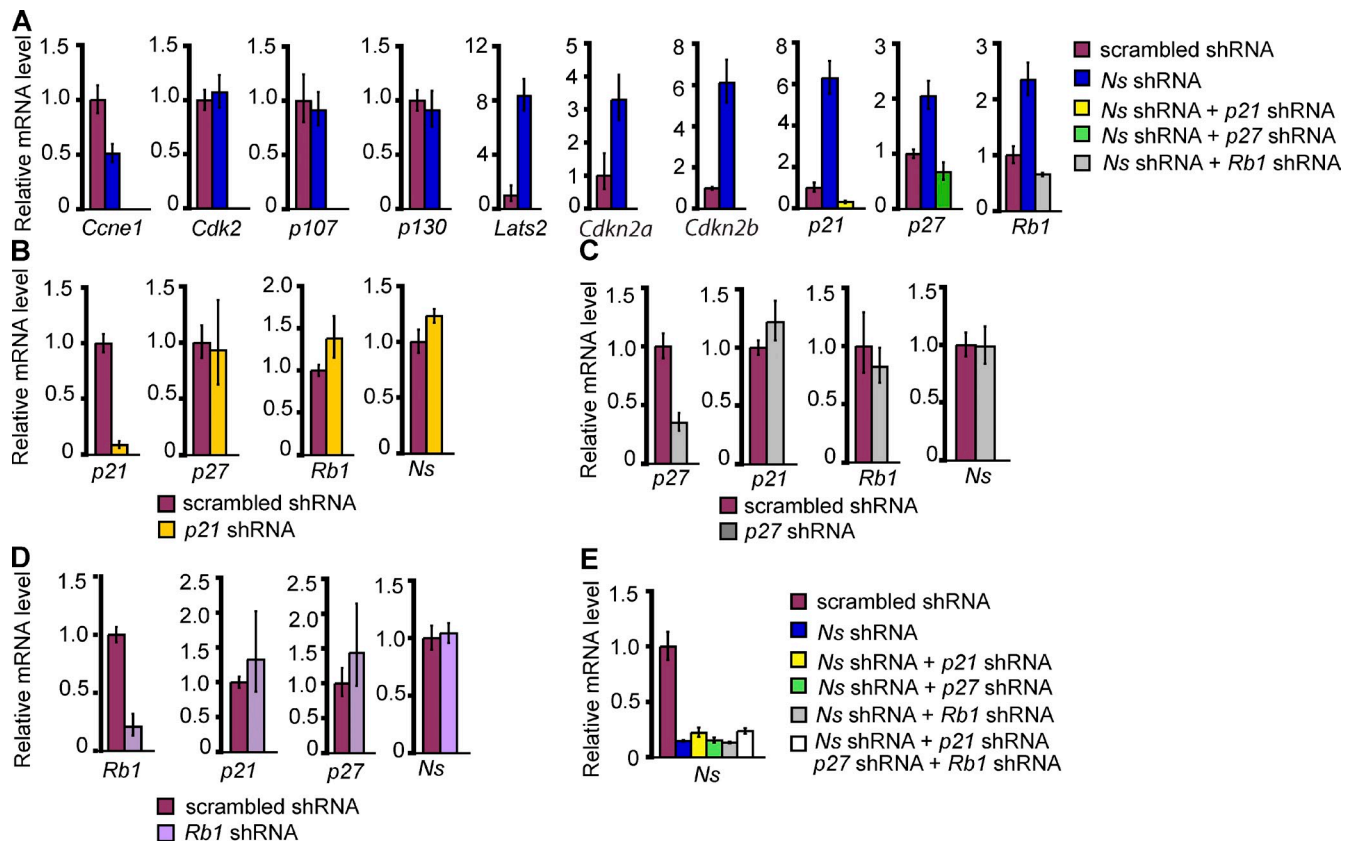 A
Relative mRNA level
1.5
1.0
0.5
0
Ccne1
1.5
1.0
0.5
0
Cdk2
1.5
1.0
0.5
0
p107
1.5
1.0
0.5
0
p130
12
8
4
0
Lats2
5
4
3
2
1
0
Cdkn2a
8
6
4
2
0
Cdkn2b
8
6
4
2
0
p21
3
2
1
0
p27
3
2
1
0
Rb1
scrambled shRNA
Ns shRNA
Ns shRNA + p21 shRNA
Ns shRNA + p27 shRNA
Ns shRNA + Rb1 shRNA
B
Relative mRNA level
1.5
1.0
0.5
0
p21
1.5
1.0
0.5
0
p27
2.0
1.5
1.0
0.5
0
Rb1
1.5
1.0
0.5
0
Ns
scrambled shRNA
p21 shRNA
C
Relative mRNA level
1.5
1.0
0.5
0
p27
1.5
1.0
0.5
0
p21
1.5
1.0
0.5
0
Rb1
1.5
1.0
0.5
0
Ns
scrambled shRNA
p27 shRNA
D
Relative mRNA level
1.5
1.0
0.5
0
Rb1
2.5
2.0
1.5
1.0
0.5
0
p21
2.5
2.0
1.5
1.0
0.5
0
p27
1.5
1.0
0.5
0
Ns
scrambled shRNA
Rb1 shRNA
E
Relative mRNA level
1.5
1.0
0.5
0
Ns
scrambled shRNA
Ns shRNA
Ns shRNA + p21 shRNA
Ns shRNA + p27 shRNA
Ns shRNA + Rb1 shRNA
Ns shRNA + p21 shRNA
p27 shRNA + Rb1 shRNA